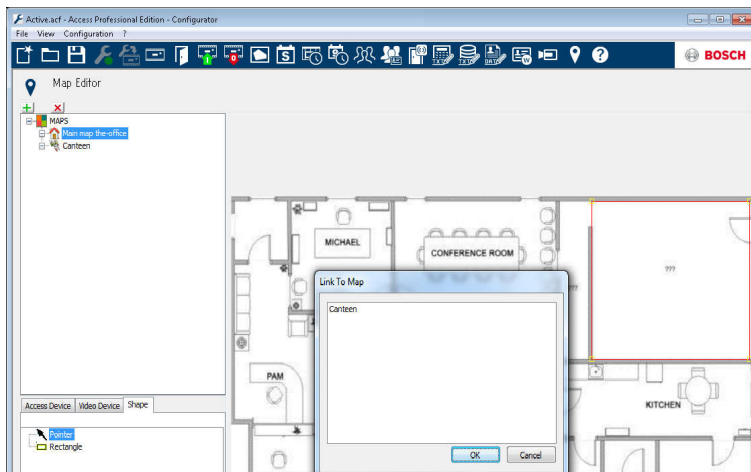 Active.acf - Access Professional Edition - Configurator
File View Configuration ?
BOSCH
Map Editor
MAPS
Main map the-office
Canteen
MICHAEL
CONFERENCE ROOM
???
???
Link To Map
Canteen
PAM
KITCHEN
Access Device Video Device Shape
Pointer
Rectangle
OK Cancel